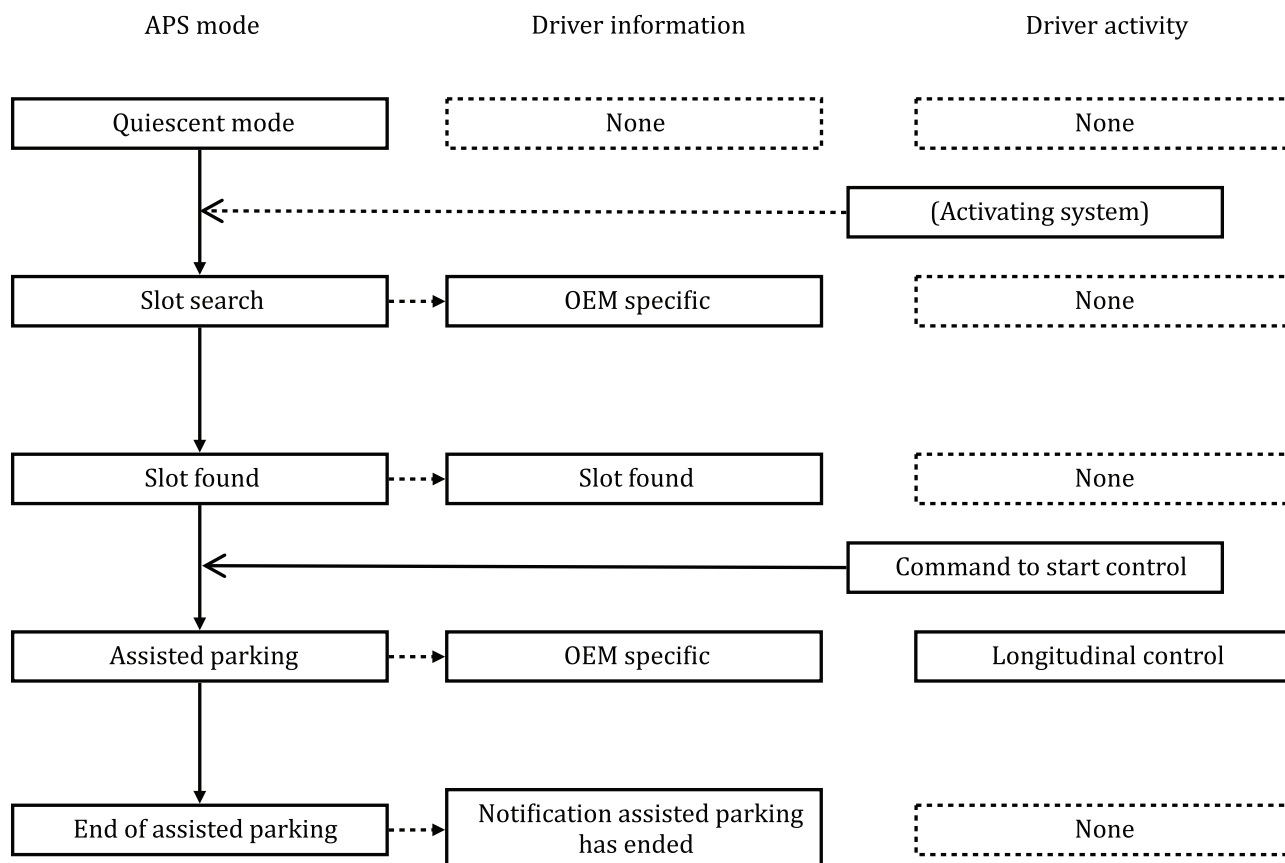 APS mode
Driver information
Driver activity
Quiescent mode
None
None
(Activating system)
Slot search
OEM specific
None
Slot found
Slot found
None
Command to start control
Assisted parking
OEM specific
Longitudinal control
End of assisted parking
Notification assisted parking
has ended
None